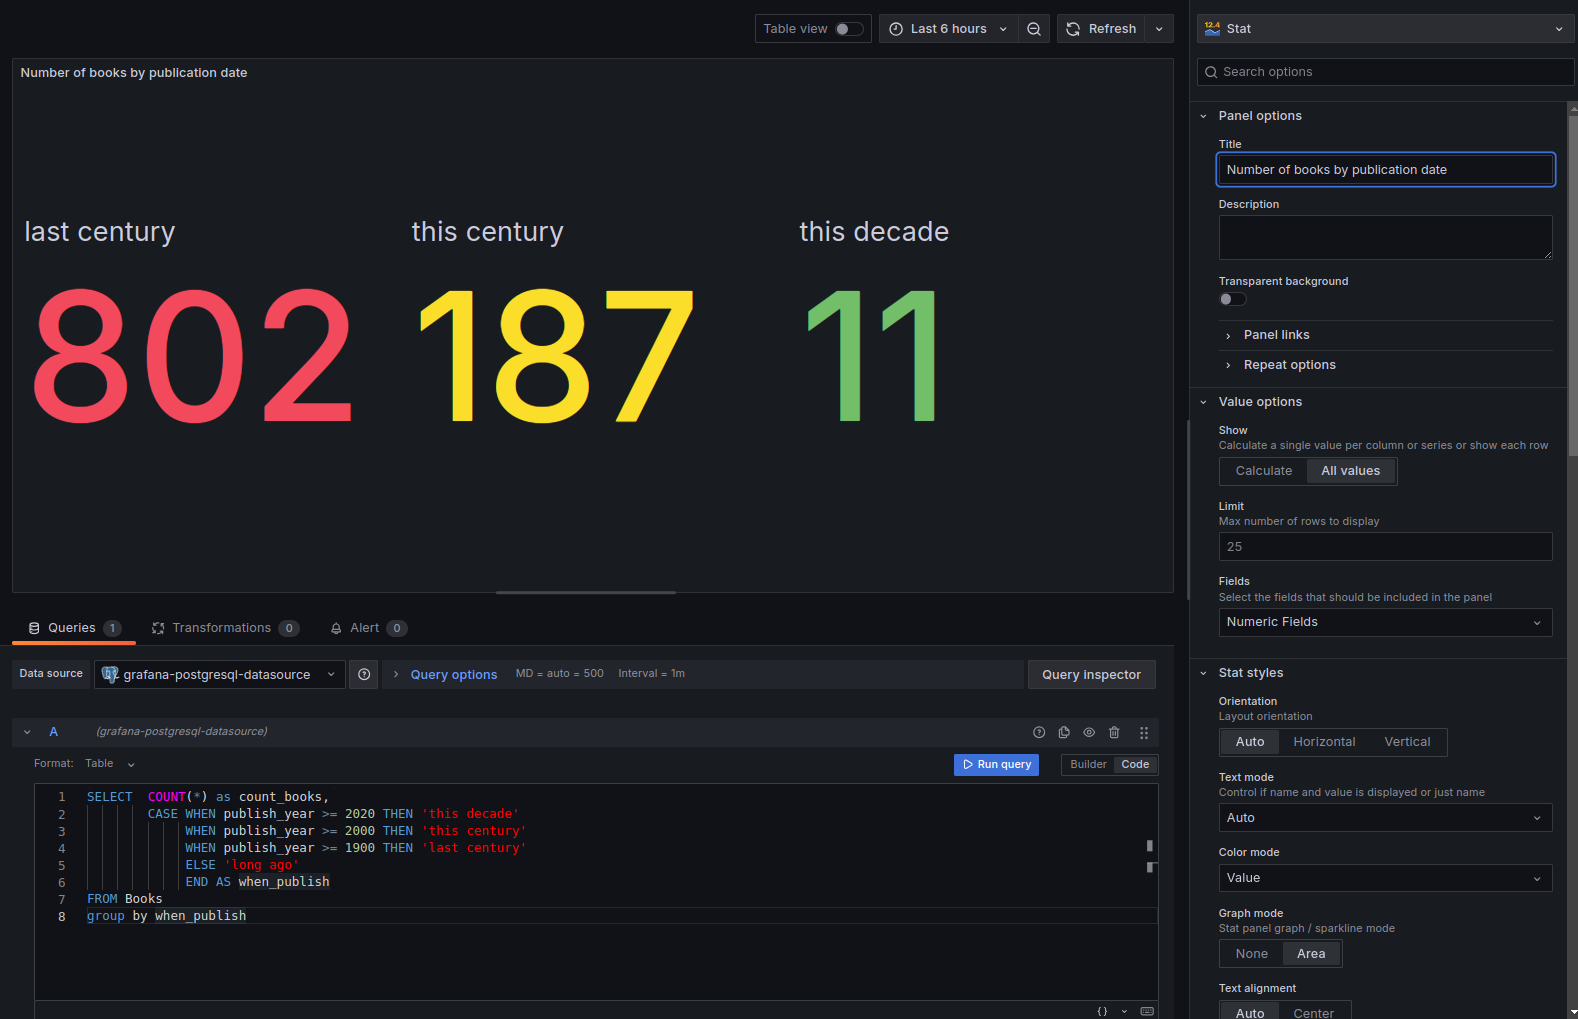 Table view
Last 6 hours
Refresh
12.4
Stat
Search options
Number of books by publication date
last century
this century
this decade
802
187
11
Panel options
Title
Number of books by publication date
Description
Transparent background
Panel links
Repeat options
Value options
Show
Calculate a single value per column or series or show each row
Calculate
All values
Limit
Max number of rows to display
25
Fields
Select the fields that should be included in the panel
Numeric Fields
Stat styles
Orientation
Layout orientation
Auto
Horizontal
Vertical
Text mode
Control if name and value is displayed or just name
Auto
Color mode
Value
Graph mode
Stat panel graph / sparkline mode
None
Area
Text alignment
Auto
Center
Queries 1
Transformations 0
Alert 0
Data source
grafana-postgresql-datasource
Query options
MD = auto = 500
Interval = 1m
Query inspector
A
(grafana-postgresql-datasource)
Format: Table
Run query
Builder
Code
1 SELECT COUNT(*) as count_books,
2 CASE WHEN publish_year >= 2020 THEN 'this decade'
3 WHEN publish_year >= 2000 THEN 'this century'
4 WHEN publish_year >= 1900 THEN 'last century'
5 ELSE 'long ago'
6 END AS when_publish
7 FROM Books
8 group by when_publish
{}